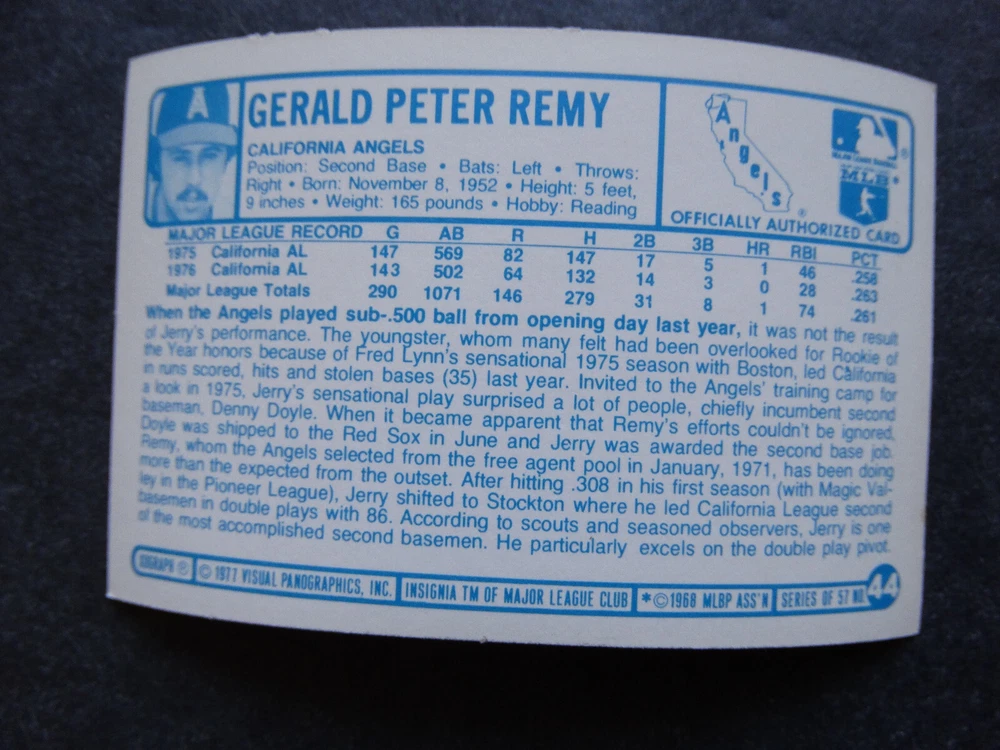 A
GERALD PETER REMY
CALIFORNIA ANGELS
Position: Second Base • Bats: Left • Throws:
Right • Born: November 8, 1952 • Height: 5 feet,
9 inches • Weight: 165 pounds • Hobby: Reading
Angels ®
MAJOR LEAGUE BASEBALL ®
MLB
OFFICIALLY AUTHORIZED CARD
MAJOR LEAGUE RECORD G AB R H 2B 3B HR RBI PCT
1975 California AL 147 569 82 147 17 5 1 46 .258
1976 California AL 143 502 64 132 14 3 0 28 .263
Major League Totals 290 1071 146 279 31 8 1 74 .261
When the Angels played sub-.500 ball from opening day last year, it was not the result
of Jerry's performance. The youngster, whom many felt had been overlooked for Rookie of
the Year honors because of Fred Lynn's sensational 1975 season with Boston, led California
in runs scored, hits and stolen bases (35) last year. Invited to the Angels' training camp for
a look in 1975, Jerry's sensational play surprised a lot of people, chiefly incumbent second
baseman, Denny Doyle. When it became apparent that Remy's efforts couldn't be ignored,
Doyle was shipped to the Red Sox in June and Jerry was awarded the second base job.
Remy, whom the Angels selected from the free agent pool in January, 1971, has been doing
more than the expected from the outset. After hitting .308 in his first season (with Magic Val-
ley in the Pioneer League), Jerry shifted to Stockton where he led California League second
basemen in double plays with 86. According to scouts and seasoned observers, Jerry is one
of the most accomplished second basemen. He particularly excels on the double play pivot.
© 1977 VISUAL PANOGRAPHICS, INC. INSIGNIA TM OF MAJOR LEAGUE CLUB *©1968 MLBP ASS'N SERIES OF 57 NO. 44